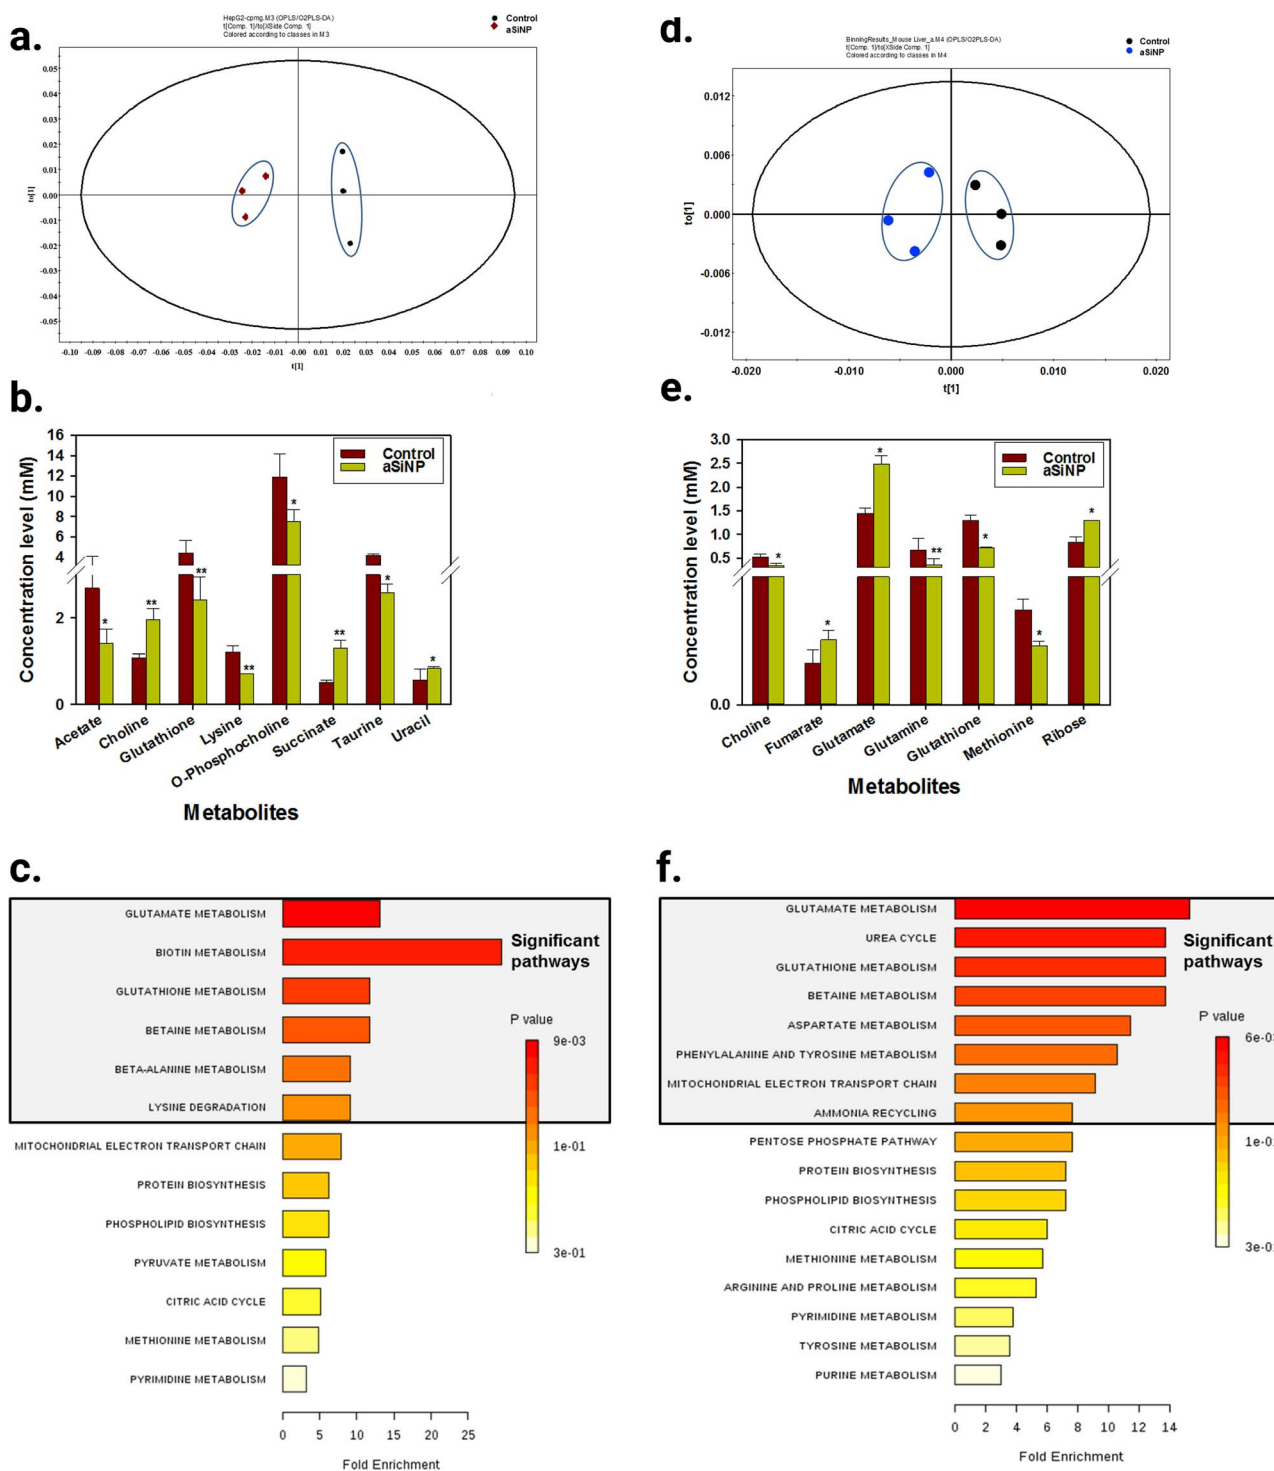 a.
HepG2-cpmg.M3 (OPLS/O2PLS-DA)
t[Comp. 1]/to[XSide Comp. 1]
Colored according to classes in M3
Control
aSiNP
0.05
0.04
0.03
0.02
0.01
0.00
-0.01
-0.02
-0.03
-0.04
-0.05
to[1]
-0.10 -0.09 -0.08 -0.07 -0.06 -0.05 -0.04 -0.03 -0.02 -0.01 -0.00 0.01 0.02 0.03 0.04 0.05 0.06 0.07 0.08 0.09 0.10
t[1]
d.
BinningResults_Mouse Liver_a.M4 (OPLS/O2PLS-DA)
t[Comp. 1]/to[XSide Comp. 1]
Colored according to classes in M4
Control
aSiNP
0.012
0.006
0.000
-0.006
-0.012
to[1]
-0.020 -0.010 0.000 0.010 0.020
t[1]
b.
Concentration level (mM)
16
14
12
10
8
6
4
2
0
Control
aSiNP
* ** ** ** * ** * *
Acetate Choline Glutathione Lysine O-Phosphocholine Succinate Taurine Uracil
Metabolites
e.
Concentration level (mM)
3.0
2.5
2.0
1.5
1.0
0.5
0.0
Control
aSiNP
* * * ** * * *
Choline Fumarate Glutamate Glutamine Glutathione Methionine Ribose
Metabolites
c.
GLUTAMATE METABOLISM
BIOTIN METABOLISM
GLUTATHIONE METABOLISM
BETAINE METABOLISM
BETA-ALANINE METABOLISM
LYSINE DEGRADATION
MITOCHONDRIAL ELECTRON TRANSPORT CHAIN
PROTEIN BIOSYNTHESIS
PHOSPHOLIPID BIOSYNTHESIS
PYRUVATE METABOLISM
CITRIC ACID CYCLE
METHIONINE METABOLISM
PYRIMIDINE METABOLISM
Significant
pathways
P value
9e-03
1e-01
3e-01
0 5 10 15 20 25
Fold Enrichment
f.
GLUTAMATE METABOLISM
UREA CYCLE
GLUTATHIONE METABOLISM
BETAINE METABOLISM
ASPARTATE METABOLISM
PHENYLALANINE AND TYROSINE METABOLISM
MITOCHONDRIAL ELECTRON TRANSPORT CHAIN
AMMONIA RECYCLING
PENTOSE PHOSPHATE PATHWAY
PROTEIN BIOSYNTHESIS
PHOSPHOLIPID BIOSYNTHESIS
CITRIC ACID CYCLE
METHIONINE METABOLISM
ARGININE AND PROLINE METABOLISM
PYRIMIDINE METABOLISM
TYROSINE METABOLISM
PURINE METABOLISM
Significant
pathways
P value
0 2 4 6 8 10 12 14
Fold Enrichment